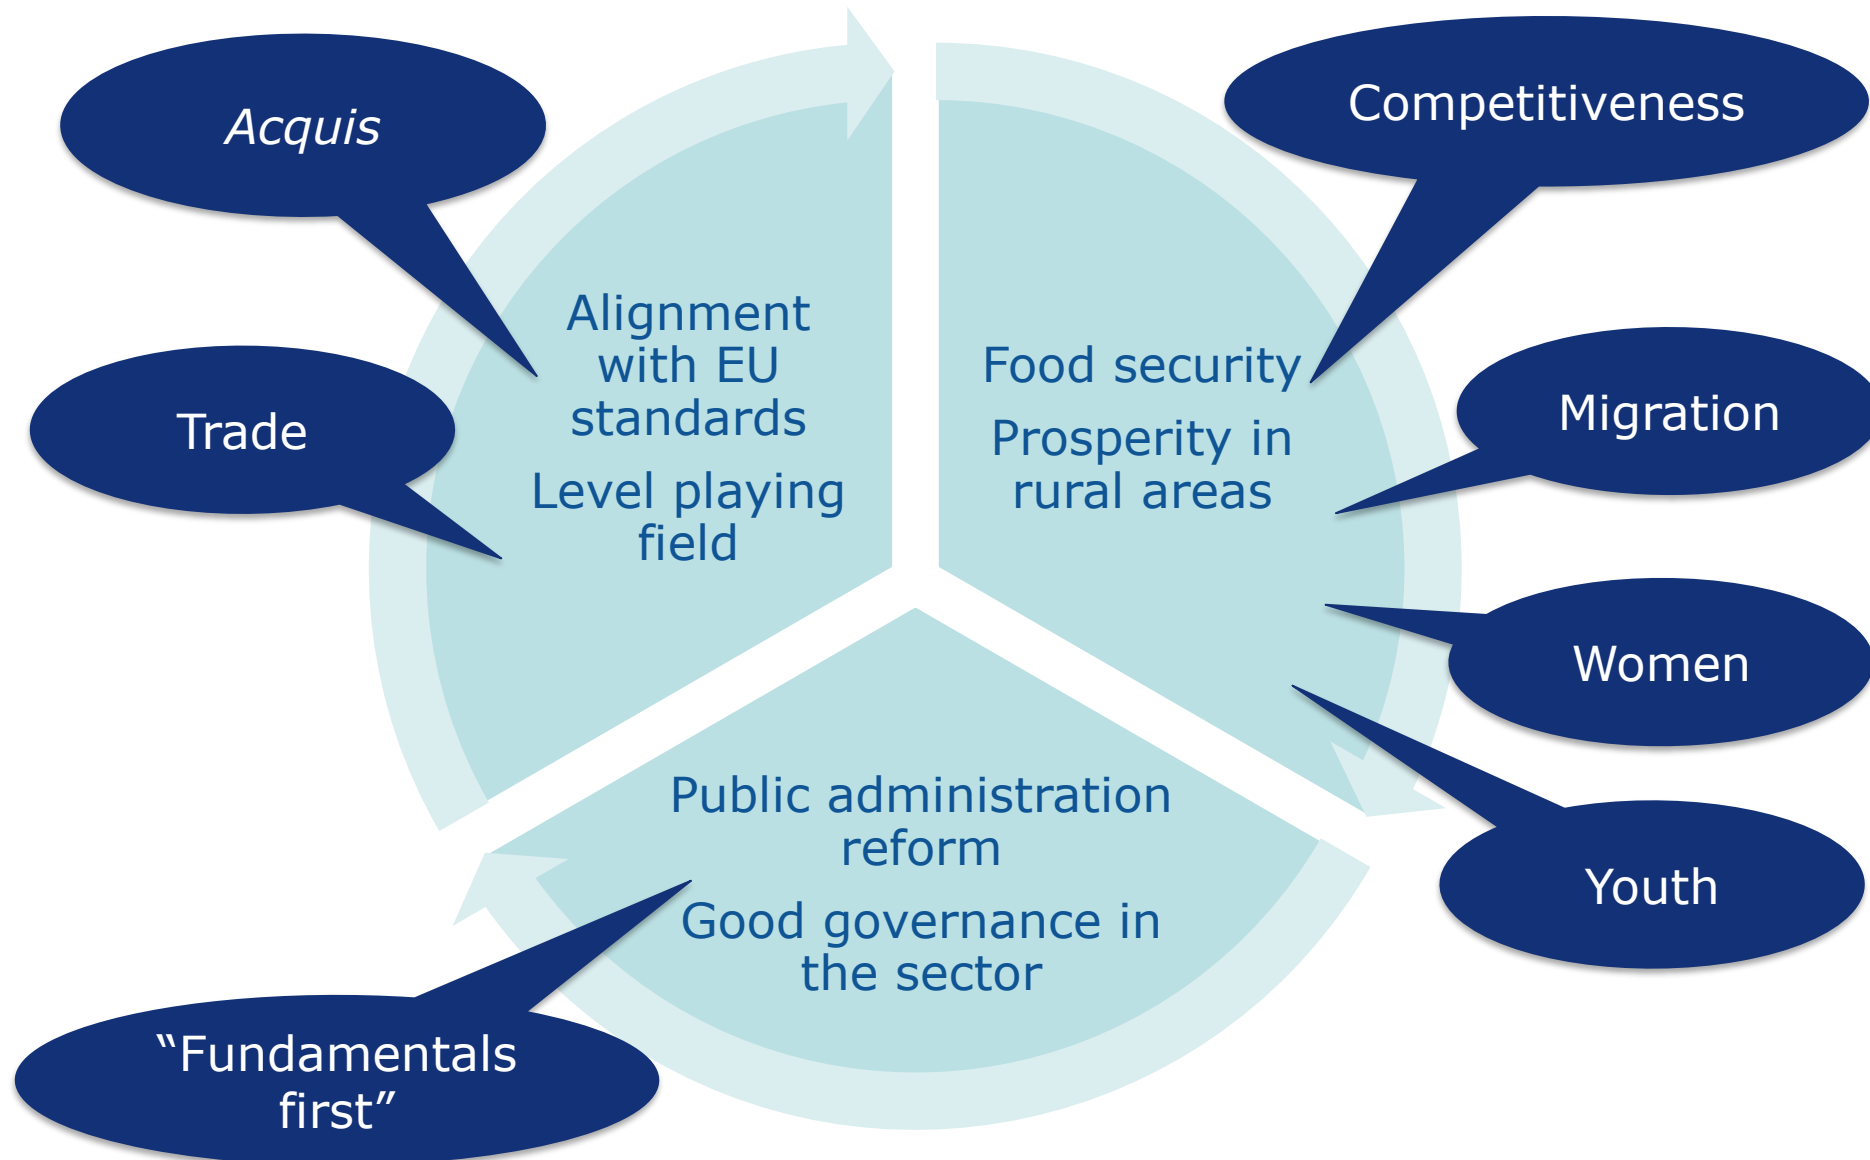 Acquis
Competitiveness
Alignment
with EU
standards
Level playing
field
Food security
Prosperity in
rural areas
Trade
Migration
Women
Youth
Public administration
reform
Good governance in
the sector
“Fundamentals
first”